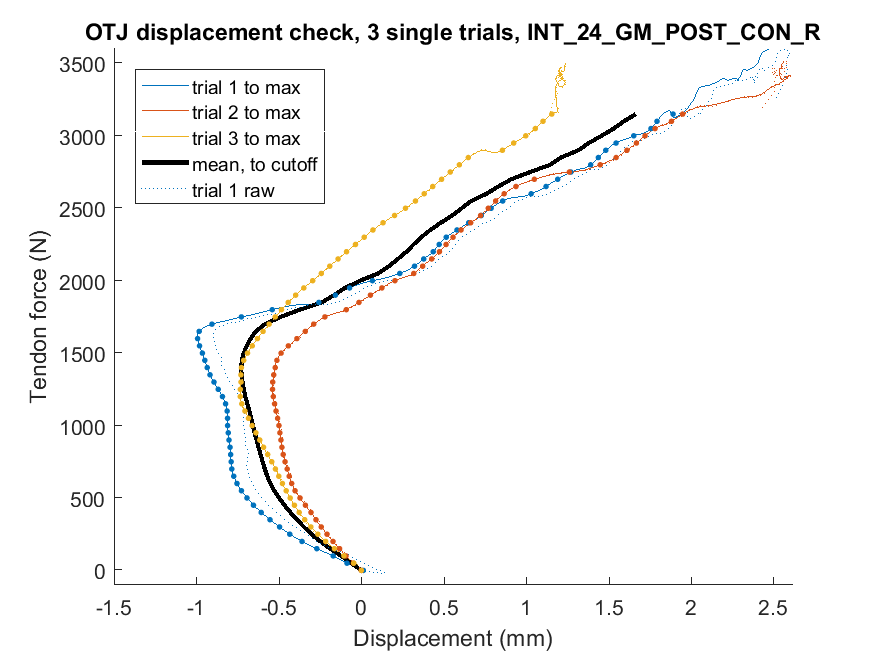 OTJ displacement check, 3 single trials, INT_24_GM_POST_CON_R
3500
3000
2500
2000
1500
1000
500
0
Tendon force (N)
trial 1 to max
trial 2 to max
trial 3 to max
mean, to cutoff
trial 1 raw
-1.5
-1
-0.5
0
0.5
1
1.5
2
2.5
Displacement (mm)